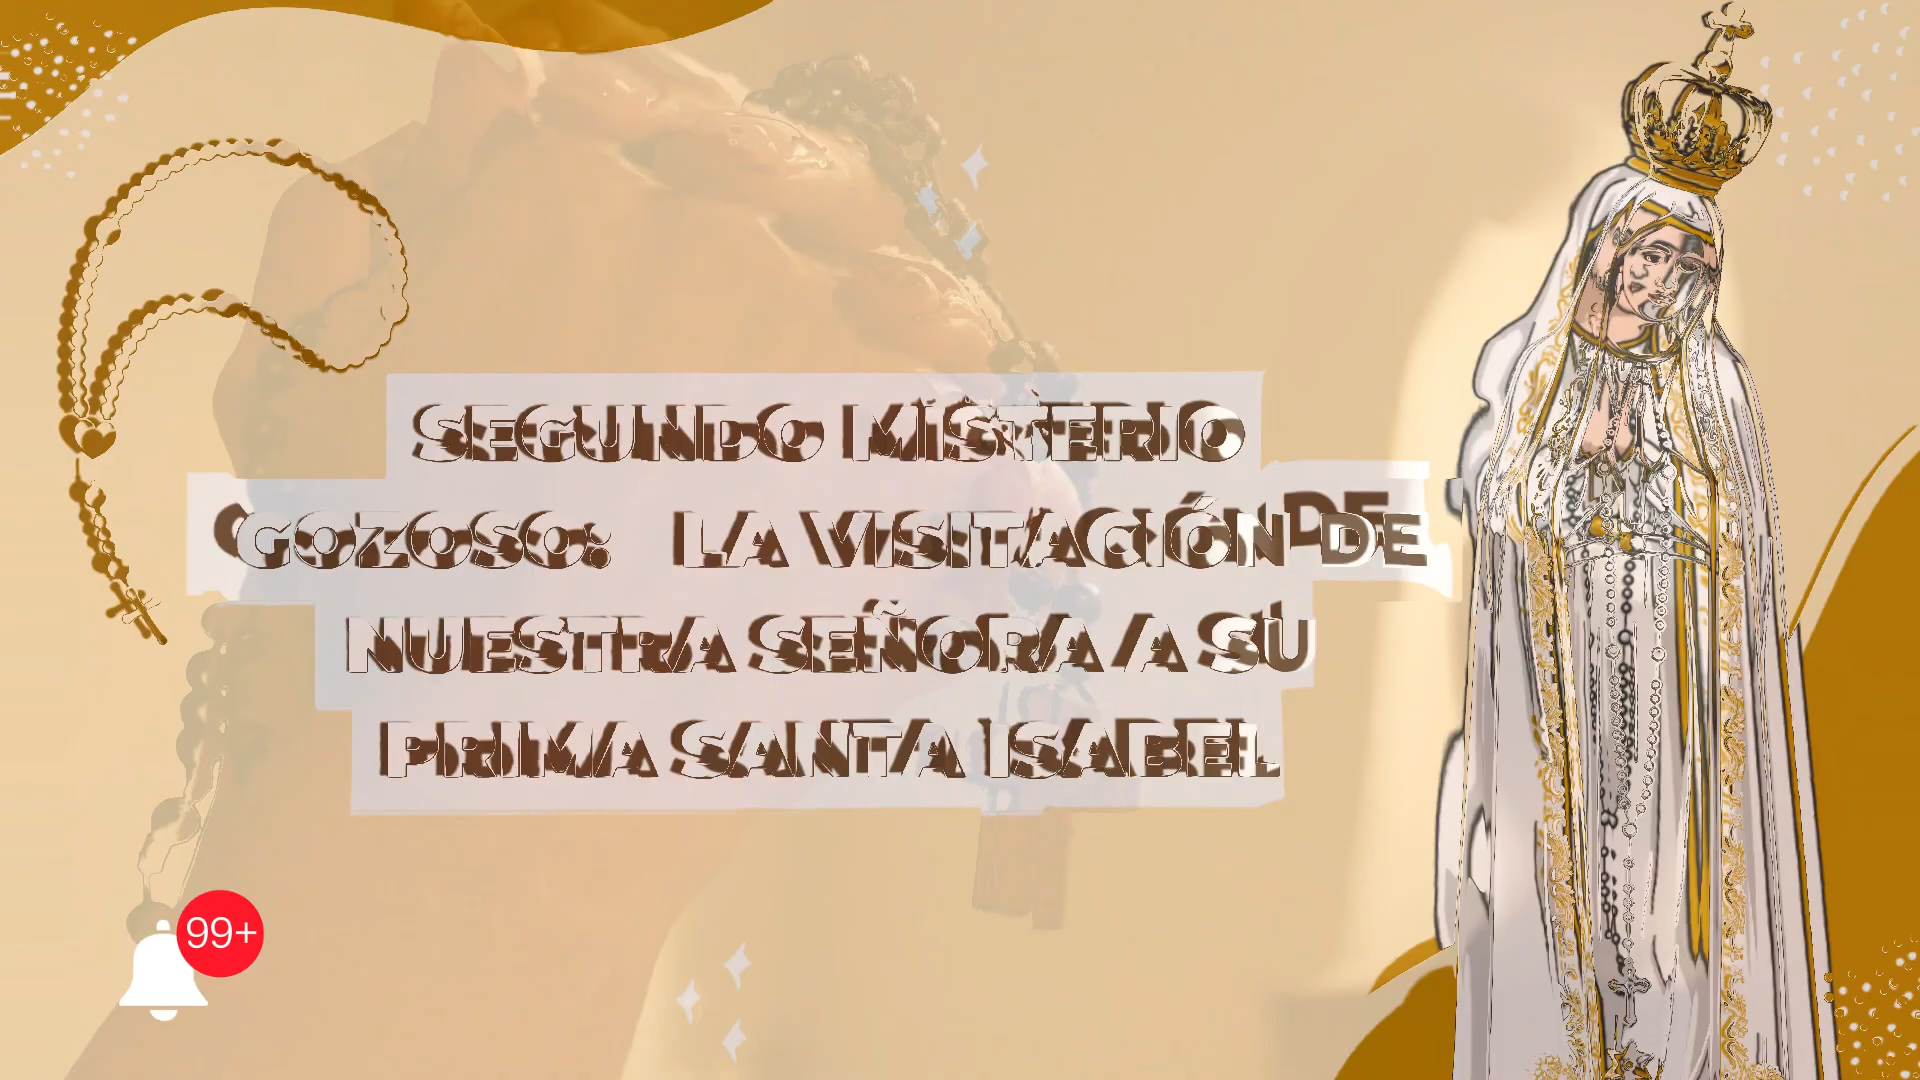 SEGUNDO MISTERIO
GOZOSO: LA VISITACIÓN DE
NUESTRA SEÑORA A SU
PRIMA SANTA ISABEL
99+